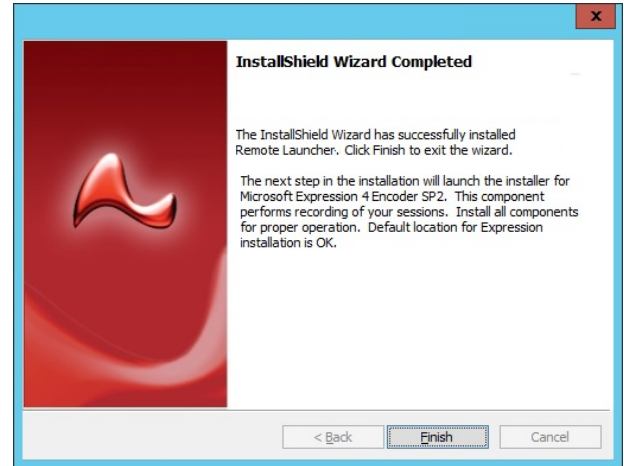 x
InstallShield Wizard Completed
The InstallShield Wizard has successfully installed
Remote Launcher. Click Finish to exit the wizard.
The next step in the installation will launch the installer for
Microsoft Expression 4 Encoder SP2. This component
performs recording of your sessions. Install all components
for proper operation. Default location for Expression
installation is OK.
< Back Finish Cancel